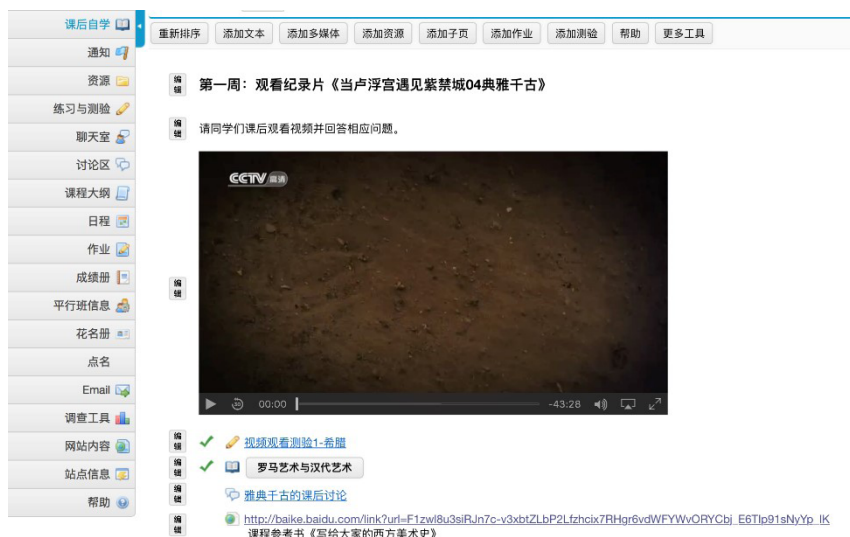 课后自学
通知
资源
练习与测验
聊天室
讨论区
课程大纲
日程
作业
成绩册
平行班信息
花名册
点名
Email
调查工具
网站内容
站点信息
帮助
重新排序 添加文本 添加多媒体 添加资源 添加子页 添加作业 添加测验 帮助 更多工具
编辑 第一周：观看纪录片《当卢浮宫遇见紫禁城04典雅千古》
编辑 请同学们课后观看视频并回答相应问题。
CCTV 高清
编辑
30 00:00 -43:28
编辑 视频观看测验1-希腊
编辑 罗马艺术与汉代艺术
编辑 雅典千古的课后讨论
编辑 http://baike.baidu.com/link?url=F1zwl8u3siRJn7c-v3xbtZLbP2Lfzhcix7RHgr6vdWFYWvORYCbj_E6TIp91sNyYp_IK
课程参考书《写给大家的西方美术史》